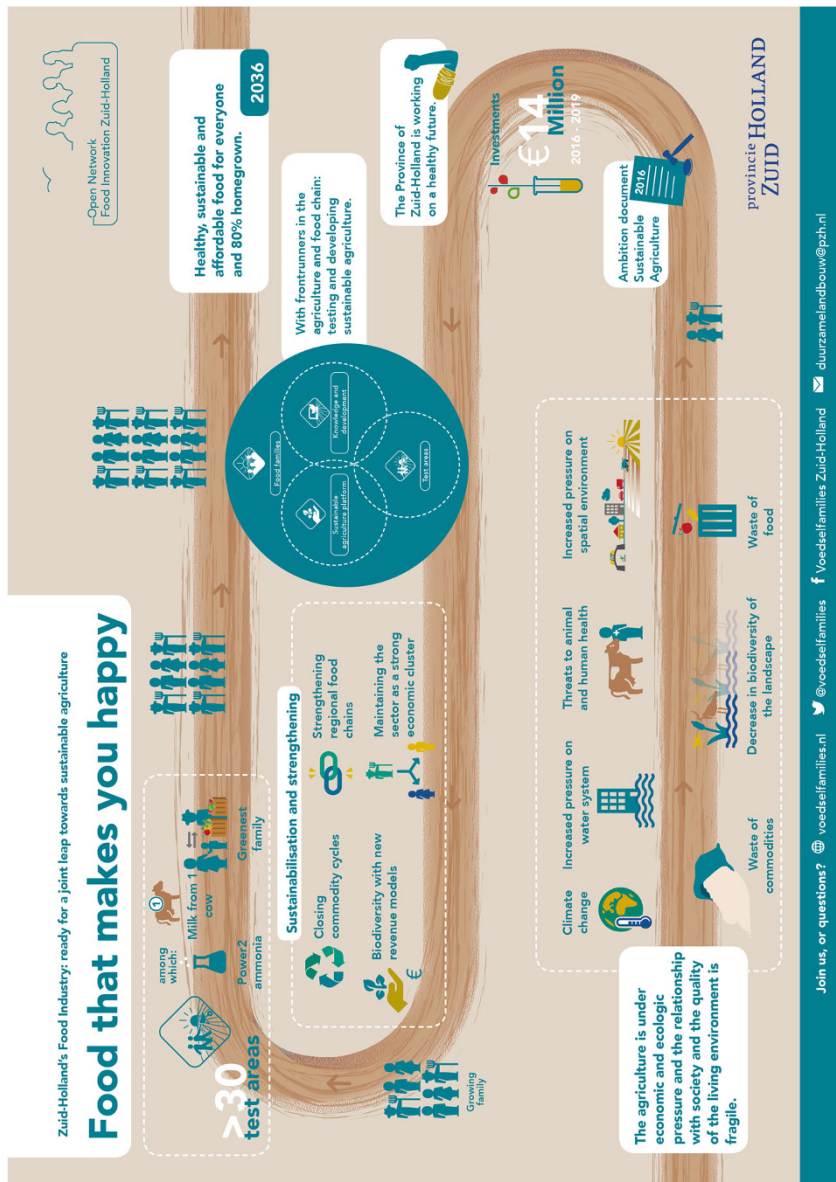 Zuid-Holland's Food Industry: ready for a joint leap towards sustainable agriculture
Food that makes you happy
Open Network
Food Innovation Zuid-Holland
>30
test areas
among
which:
Power2
ammonia
1
Milk from 1
cow
Greenest
family
Healthy, sustainable and
affordable food for everyone
and 80% homegrown.
2036
Sustainabilisation and strengthening
Closing
commodity cycles
Strengthening
regional food
chains
Biodiversity with new
revenue models
€
Maintaining the
sector as a strong
economic cluster
Food families
Sustainable
agriculture platform
Knowledge and
development
Test areas
With frontrunners in the
agriculture and food chain:
testing and developing
sustainable agriculture.
The Province of
Zuid-Holland is working
on a healthy future.
Growing
family
Investments
€14
Million
2016 - 2019
Climate
change
Increased pressure on
water system
Threats to animal
and human health
Increased pressure on
spatial environment
Waste of
commodities
Decrease in biodiversity of
the landscape
Waste of
food
Ambition document
Sustainable
Agriculture
2016
The agriculture is under
economic and ecologic
pressure and the relationship
with society and the quality
of the living environment is
fragile.
provincie HOLLAND
ZUID
Join us, or questions? voedselfamilies.nl @voedselfamilies f Voedselfamilies Zuid-Holland duurzamelandbouw@pzh.nl